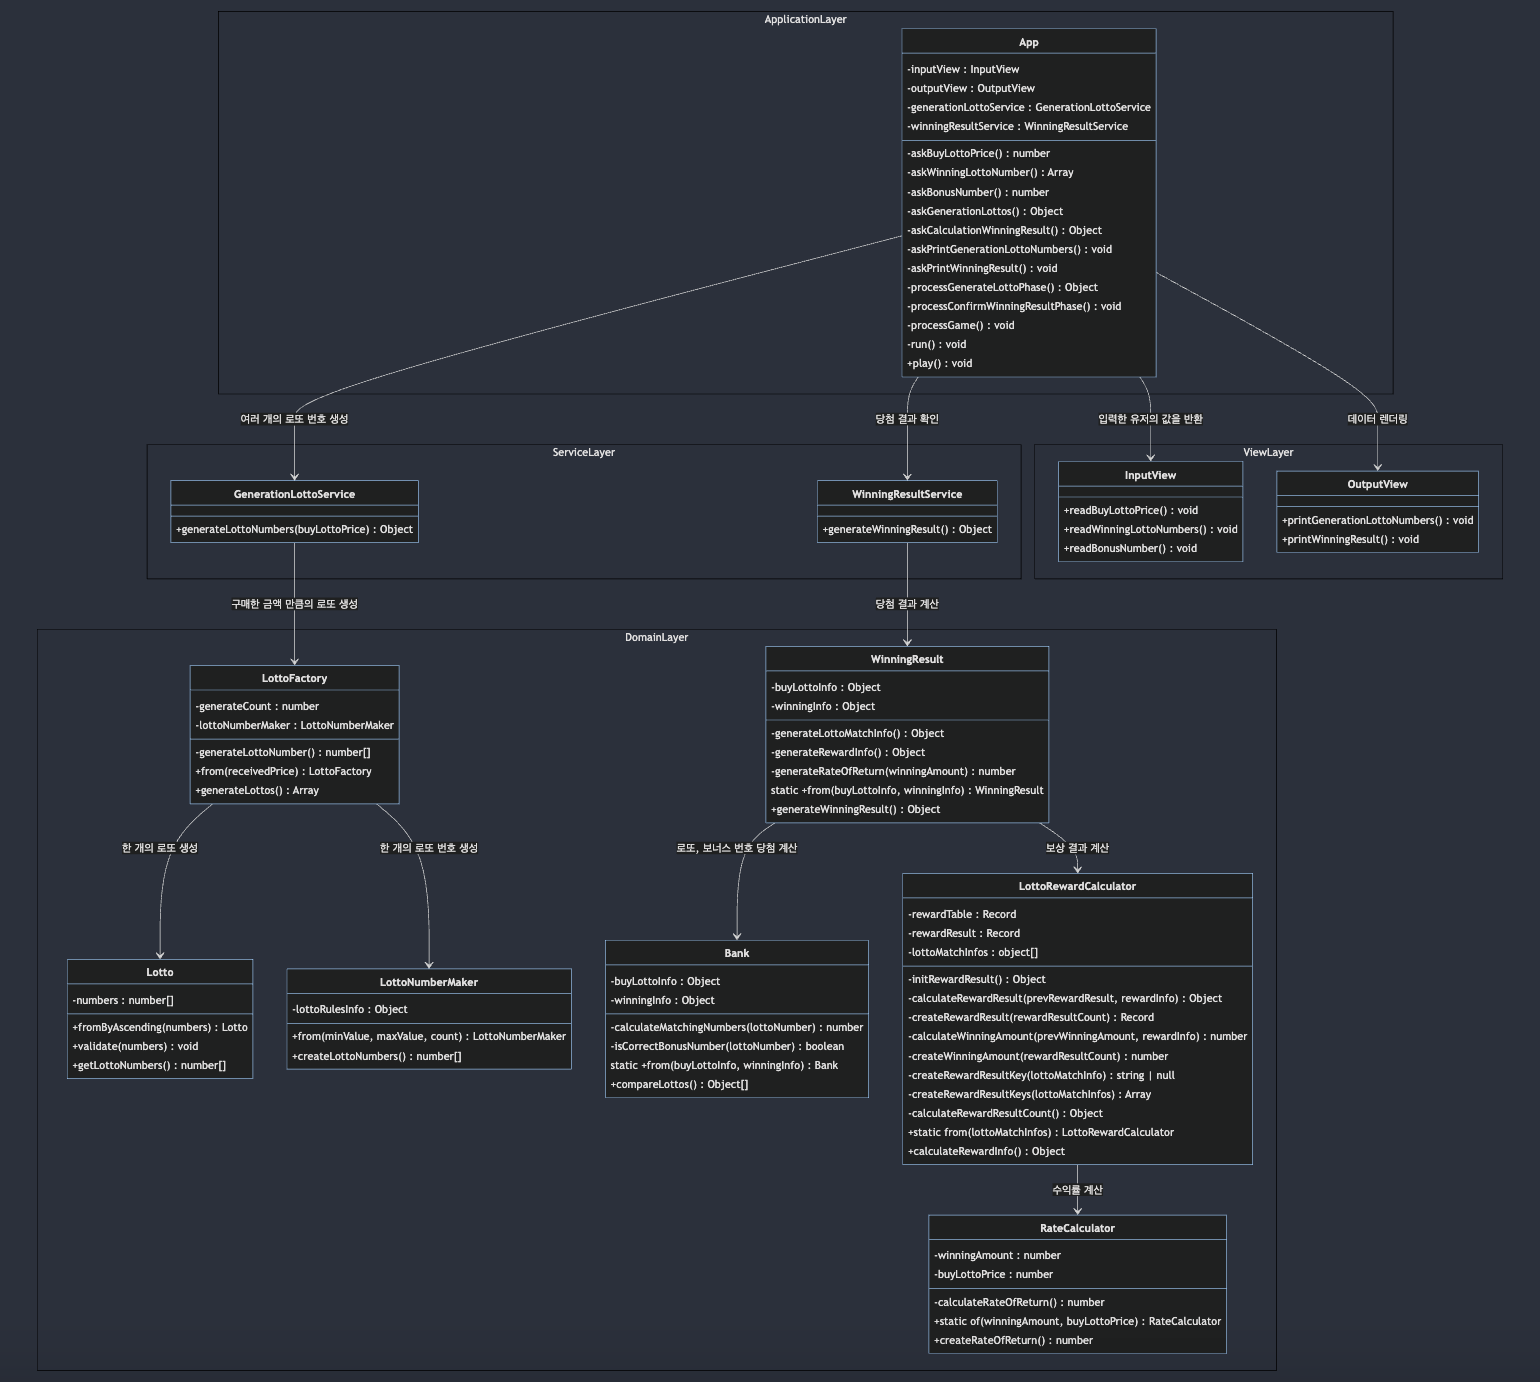 ApplicationLayer
App
-inputView : InputView
-outputView : OutputView
-generationLottoService : GenerationLottoService
-winningResultService : WinningResultService
-askBuyLottoPrice() : number
-askWinningLottoNumber() : Array
-askBonusNumber() : number
-askGenerationLottos() : Object
-askCalculationWinningResult() : Object
-askPrintGenerationLottoNumbers() : void
-askPrintWinningResult() : void
-processGenerateLottoPhase() : Object
-processConfirmWinningResultPhase() : void
-processGame() : void
-run() : void
+play() : void
여러 개의 로또 번호 생성
당첨 결과 확인
입력한 유저의 값을 반환
데이터 렌더링
ServiceLayer
GenerationLottoService
+generateLottoNumbers(buyLottoPrice) : Object
WinningResultService
+generateWinningResult() : Object
ViewLayer
InputView
+readBuyLottoPrice() : void
+readWinningLottoNumbers() : void
+readBonusNumber() : void
OutputView
+printGenerationLottoNumbers() : void
+printWinningResult() : void
구매한 금액 만큼의 로또 생성
당첨 결과 계산
DomainLayer
LottoFactory
-generateCount : number
-lottoNumberMaker : LottoNumberMaker
-generateLottoNumber() : number[]
+from(receivedPrice) : LottoFactory
+generateLottos() : Array
WinningResult
-buyLottoInfo : Object
-winningInfo : Object
-generateLottoMatchInfo() : Object
-generateRewardInfo() : Object
-generateRateOfReturn(winningAmount) : number
static +from(buyLottoInfo, winningInfo) : WinningResult
+generateWinningResult() : Object
한 개의 로또 생성
한 개의 로또 번호 생성
로또, 보너스 번호 당첨 계산
보상 결과 계산
Lotto
-numbers : number[]
+fromByAscending(numbers) : Lotto
+validate(numbers) : void
+getLottoNumbers() : number[]
LottoNumberMaker
-lottoRulesInfo : Object
+from(minValue, maxValue, count) : LottoNumberMaker
+createLottoNumbers() : number[]
Bank
-buyLottoInfo : Object
-winningInfo : Object
-calculateMatchingNumbers(lottoNumber) : number
-isCorrectBonusNumber(lottoNumber) : boolean
static +from(buyLottoInfo, winningInfo) : Bank
+compareLottos() : Object[]
LottoRewardCalculator
-rewardTable : Record
-rewardResult : Record
-lottoMatchInfos : object[]
-initRewardResult() : Object
-calculateRewardResult(prevRewardResult, rewardInfo) : Object
-createRewardResult(rewardResultCount) : Record
-calculateWinningAmount(prevWinningAmount, rewardInfo) : number
-createWinningAmount(rewardResultCount) : number
-createRewardResultKey(lottoMatchInfo) : string | null
-createRewardResultKeys(lottoMatchInfos) : Array
-calculateRewardResultCount() : Object
+static from(lottoMatchInfos) : LottoRewardCalculator
+calculateRewardInfo() : Object
수익률 계산
RateCalculator
-winningAmount : number
-buyLottoPrice : number
-calculateRateOfReturn() : number
+static of(winningAmount, buyLottoPrice) : RateCalculator
+createRateOfReturn() : number